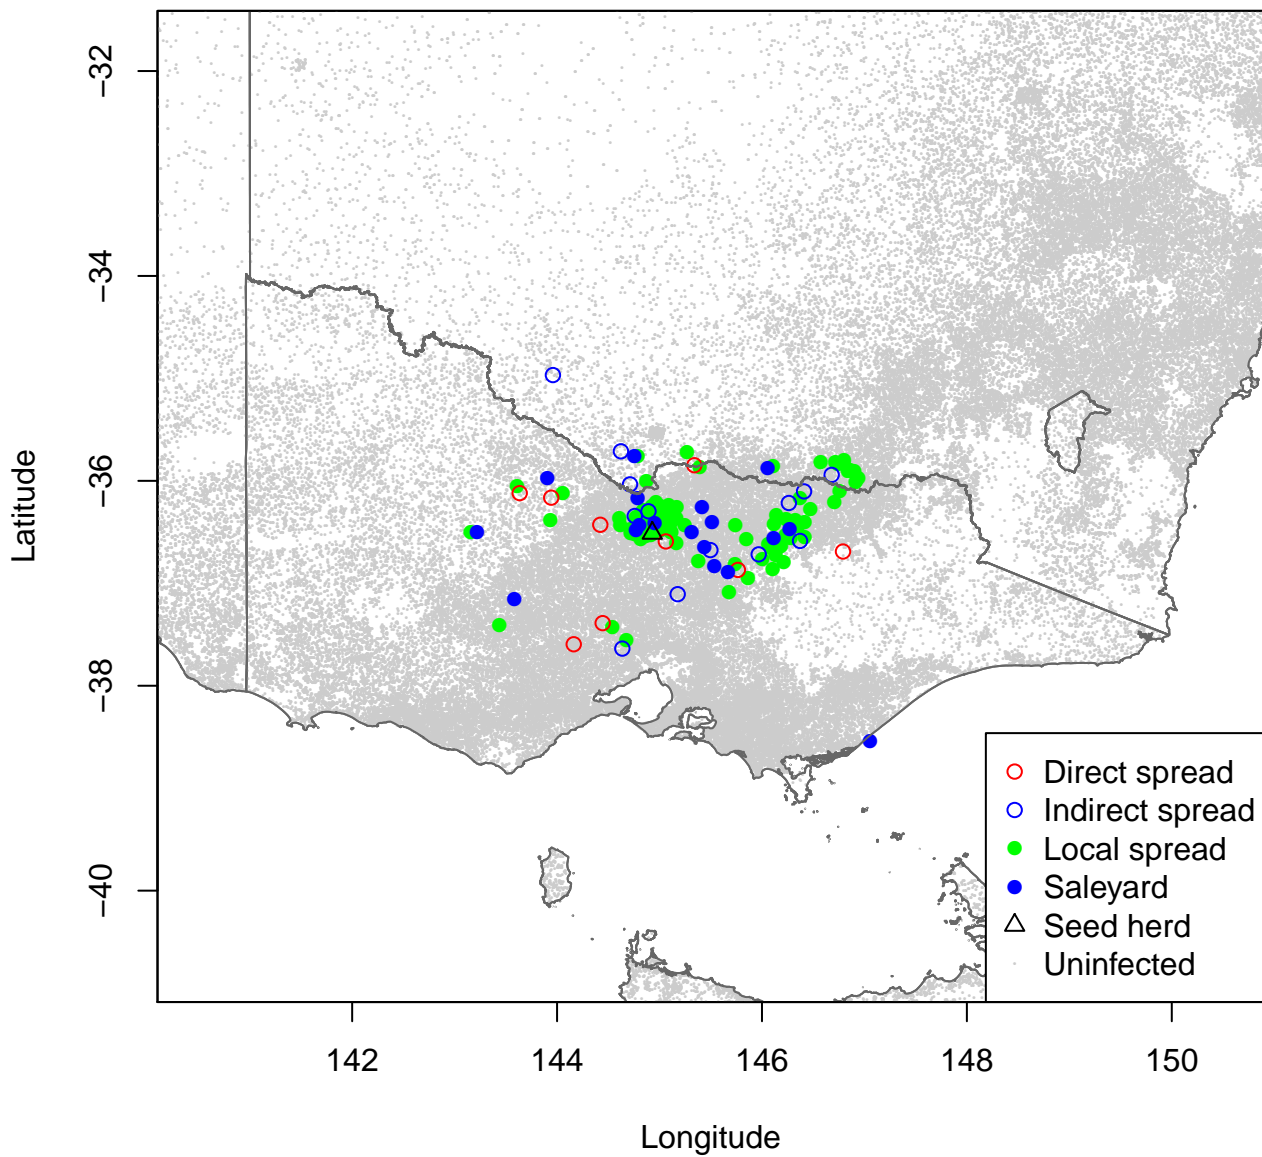 −32
−34
−36
−38
−40
Latitude
142
144
146
148
150
Longitude
Direct spread
Indirect spread
Local spread
Saleyard
Seed herd
Uninfected